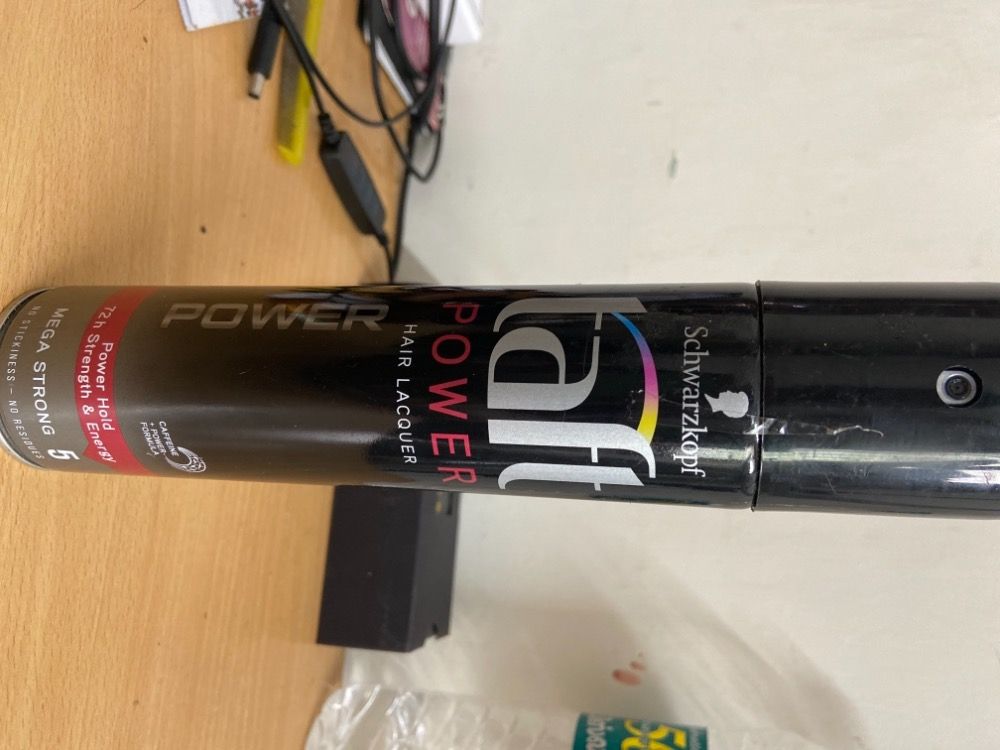 Schwarzkopf
taft
POWER
HAIR LACQUER
POWER
CAFFEINE
+ POWER-
FORMULA
Power Hold
72h Strength & Energy
MEGA STRONG 5
NO STICKINESS – NO RESIDUES